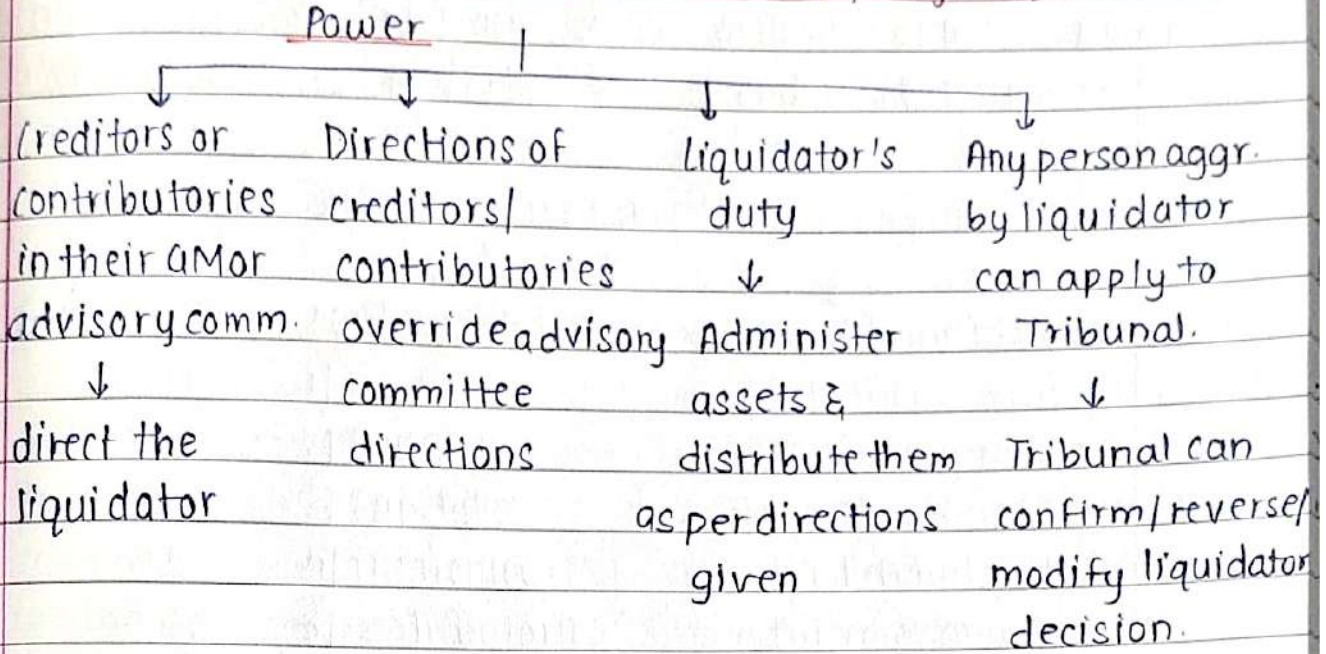 Power
Creditors or
contributories
in their GM or
advisory comm.
↓
direct the
liquidator
Directions of
creditors/
contributories
override advisory
committee
directions
Liquidator's
duty
↓
Administer
assets &
distribute them
as per directions
given
Any person aggr.
by liquidator
can apply to
Tribunal.
↓
Tribunal can
confirm/reverse/
modify liquidator
decision.